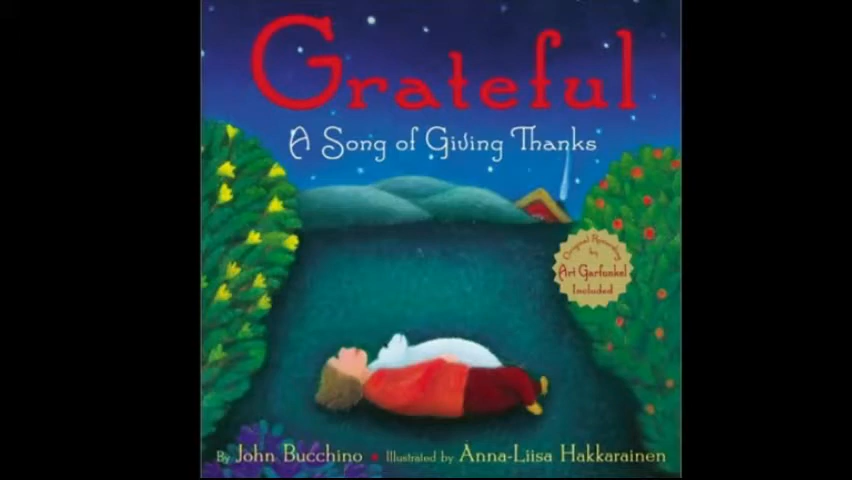 Grateful
A Song of Giving Thanks
Original Recording
by
Art Garfunkel
Included
By John Bucchino • Illustrated by Anna-Liisa Hakkarainen